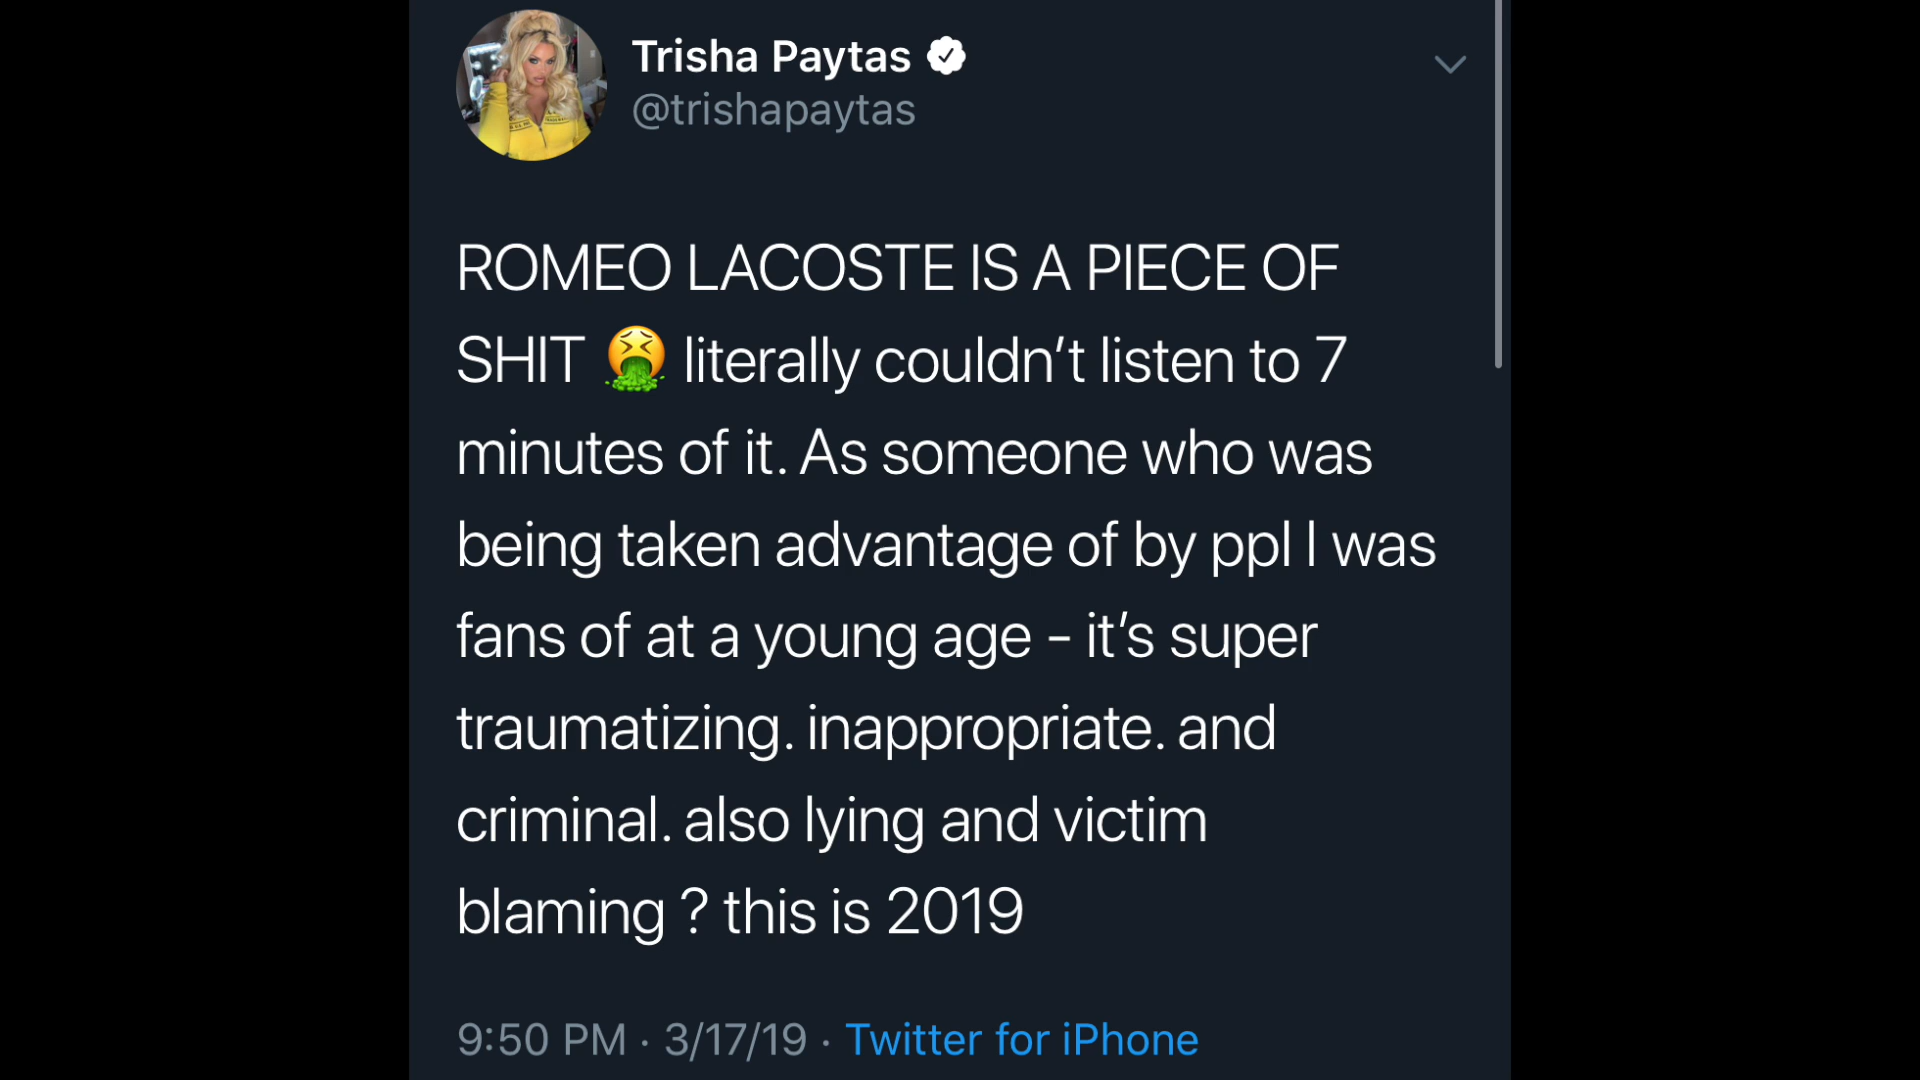 Trisha Paytas
@trishapaytas
ROMEO LACOSTE IS A PIECE OF
SHIT 🤮 literally couldn’t listen to 7
minutes of it. As someone who was
being taken advantage of by ppl I was
fans of at a young age - it’s super
traumatizing. inappropriate. and
criminal. also lying and victim
blaming ? this is 2019
9:50 PM · 3/17/19 · Twitter for iPhone